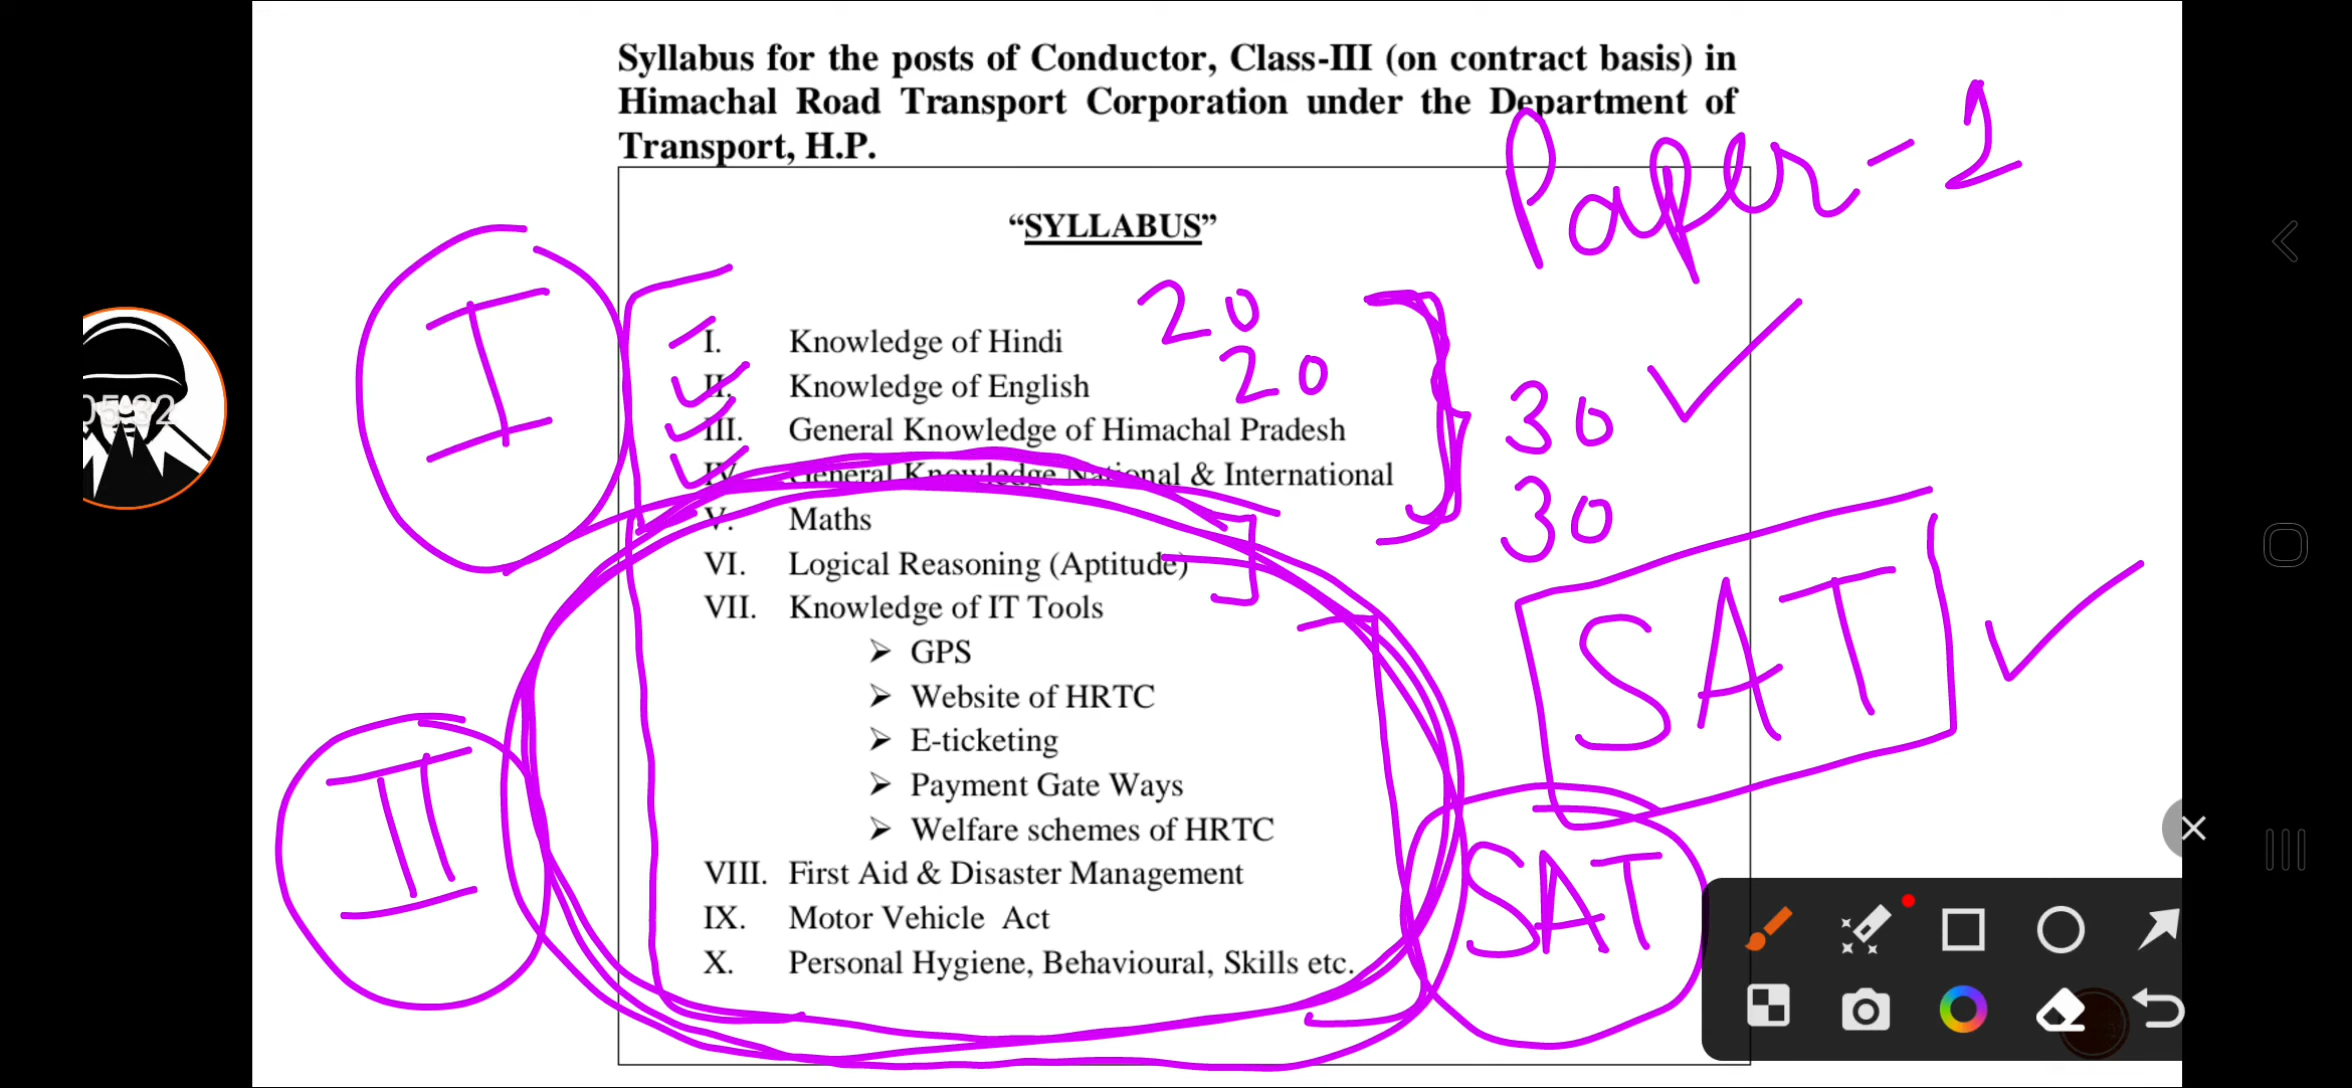 Syllabus for the posts of Conductor, Class-III (on contract basis) in
Himachal Road Transport Corporation under the Department of
Transport, H.P.
Paper-1
“SYLLABUS”
I
I. Knowledge of Hindi 20
II. Knowledge of English 20
III. General Knowledge of Himachal Pradesh 30
IV. General Knowledge National & International 30
V. Maths
VI. Logical Reasoning (Aptitude)
VII. Knowledge of IT Tools
➤ GPS
SAT
➤ Website of HRTC
➤ E-ticketing
➤ Payment Gate Ways
➤ Welfare schemes of HRTC
II
VIII. First Aid & Disaster Management
SAT
IX. Motor Vehicle Act
X. Personal Hygiene, Behavioural, Skills etc.